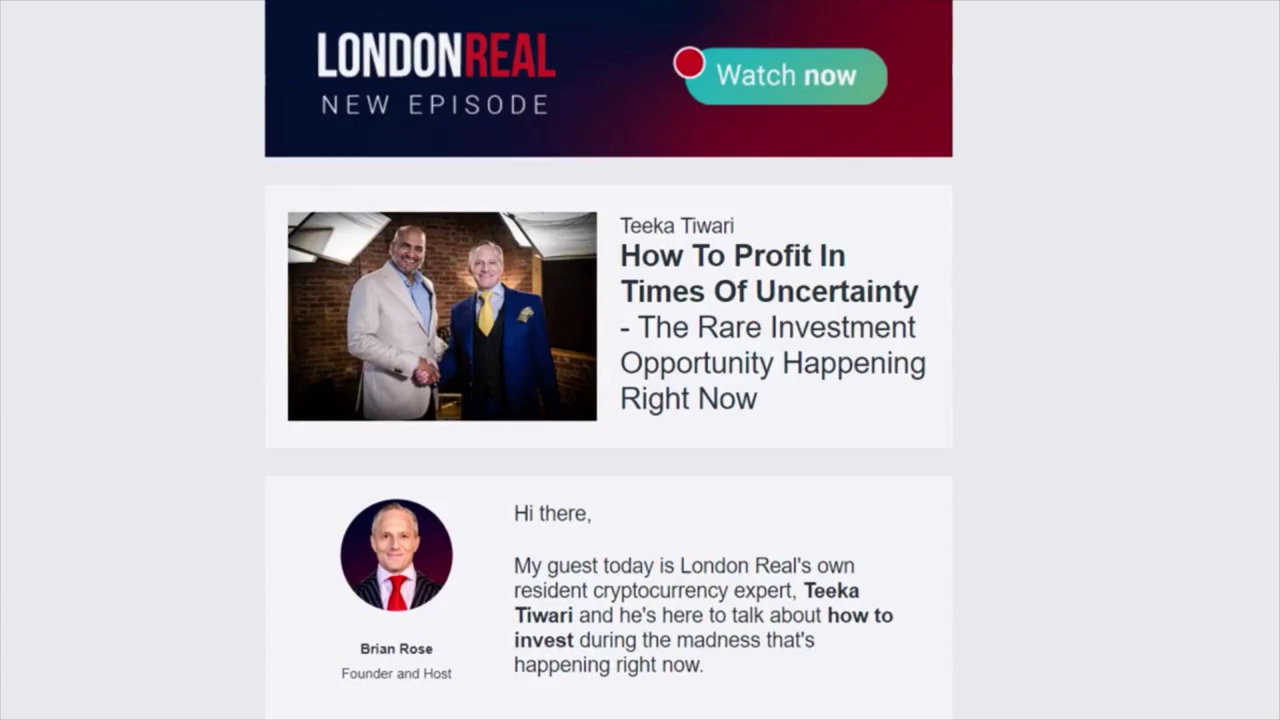 LONDONREAL
NEW EPISODE
Watch now
Teeka Tiwari
How To Profit In
Times Of Uncertainty
- The Rare Investment
Opportunity Happening
Right Now
Hi there,
My guest today is London Real's own
resident cryptocurrency expert, Teeka
Tiwari and he's here to talk about how to
invest during the madness that's
happening right now.
Brian Rose
Founder and Host